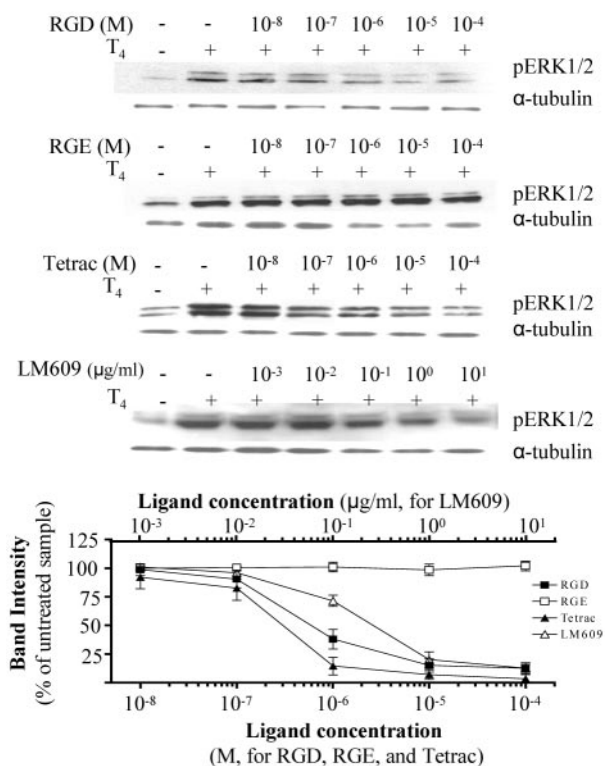 RGD (M) - - 10⁻⁸ 10⁻⁷ 10⁻⁶ 10⁻⁵ 10⁻⁴
T₄ - + + + + + +
pERK1/2
α-tubulin
RGE (M) - - 10⁻⁸ 10⁻⁷ 10⁻⁶ 10⁻⁵ 10⁻⁴
T₄ - + + + + + +
pERK1/2
α-tubulin
Tetrac (M) - - 10⁻⁸ 10⁻⁷ 10⁻⁶ 10⁻⁵ 10⁻⁴
T₄ - + + + + + +
pERK1/2
α-tubulin
LM609 (μg/ml) - - 10⁻³ 10⁻² 10⁻¹ 10⁰ 10¹
T₄ - + + + + + +
pERK1/2
α-tubulin
Ligand concentration (μg/ml, for LM609)
10⁻³ 10⁻² 10⁻¹ 10⁰ 10¹
Band Intensity
(% of untreated sample)
125
100
75
50
25
RGD
RGE
Tetrac
LM609
10⁻⁸ 10⁻⁷ 10⁻⁶ 10⁻⁵ 10⁻⁴
Ligand concentration
(M, for RGD, RGE, and Tetrac)